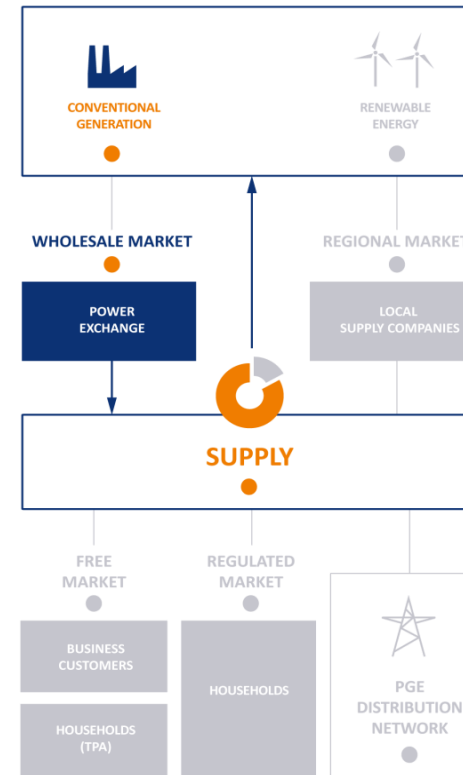 CONVENTIONAL
GENERATION
RENEWABLE
ENERGY
WHOLESALE MARKET
REGIONAL MARKET
POWER
EXCHANGE
LOCAL
SUPPLY COMPANIES
SUPPLY
FREE
MARKET
REGULATED
MARKET
BUSINESS
CUSTOMERS
HOUSEHOLDS
HOUSEHOLDS
(TPA)
PGE
DISTRIBUTION
NETWORK